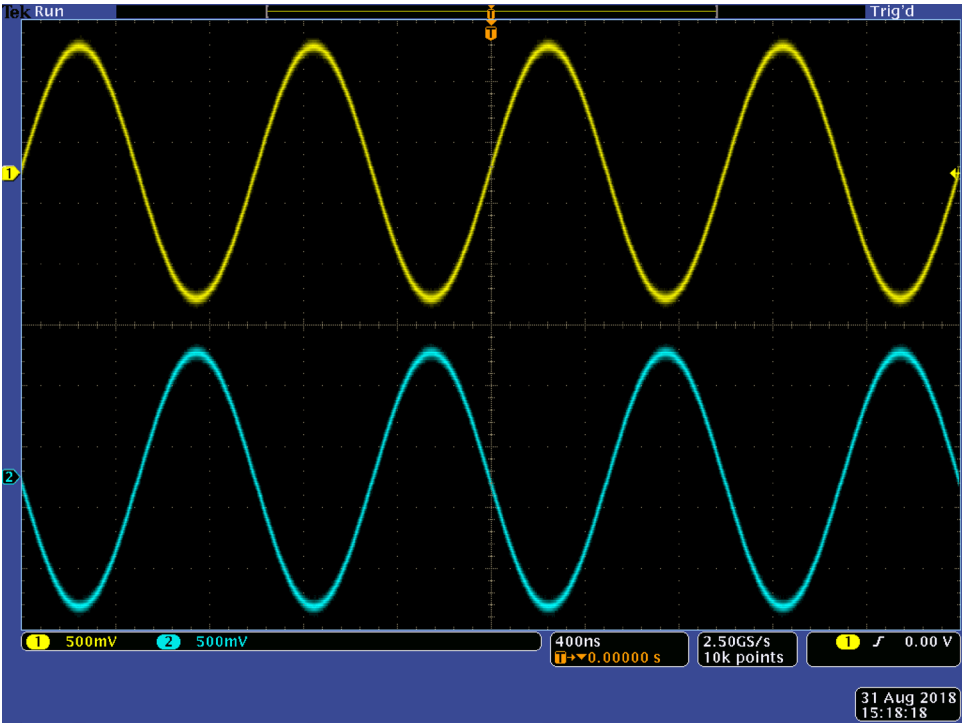 Tek Run Trig'd
T
T
1
2
1 500mV 2 500mV
400ns
T→▼0.00000 s
2.50GS/s
10k points
1 ƒ 0.00 V
31 Aug 2018
15:18:18